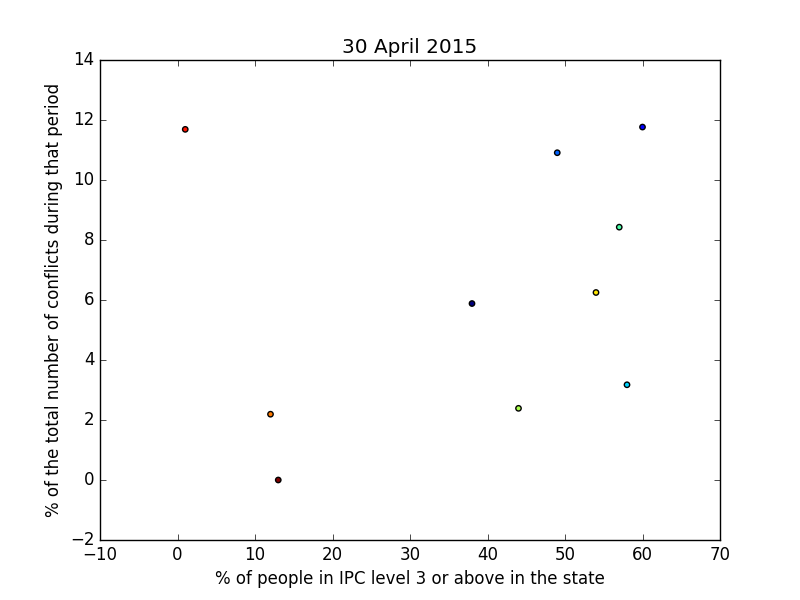 30 April 2015
14
12
10
8
6
4
2
0
−2
−10 0 10 20 30 40 50 60 70
% of the total number of conflicts during that period
% of people in IPC level 3 or above in the state